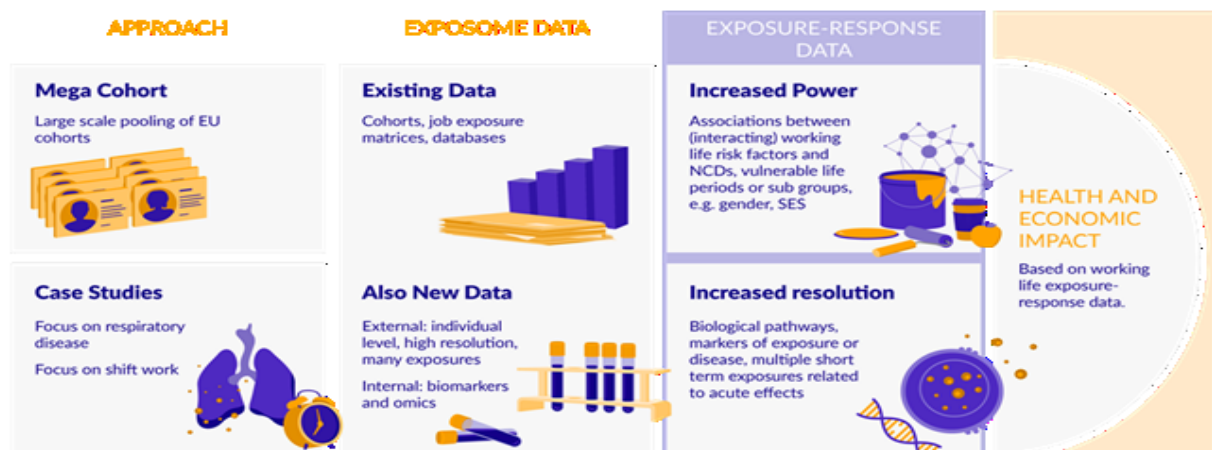 APPROACH
Mega Cohort
Large scale pooling of EU
cohorts
Case Studies
Focus on respiratory
disease
Focus on shift work
EXPOSOME DATA
Existing Data
Cohorts, job exposure
matrices, databases
Also New Data
External: individual
level, high resolution,
many exposures
Internal: biomarkers
and omics
EXPOSURE-RESPONSE
DATA
Increased Power
Associations between
(interacting) working
life risk factors and
NCDs, vulnerable life
periods or sub groups,
e.g. gender, SES
Increased resolution
Biological pathways,
markers of exposure or
disease, multiple short
term exposures related
to acute effects
HEALTH AND
ECONOMIC
IMPACT
Based on working
life exposure-
response data.